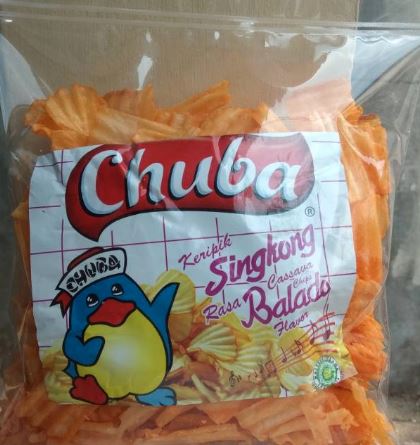 Chuba
®
CHUBA
Keripik
Singkong
Cassava
Chips
Rasa Balado
Flavor